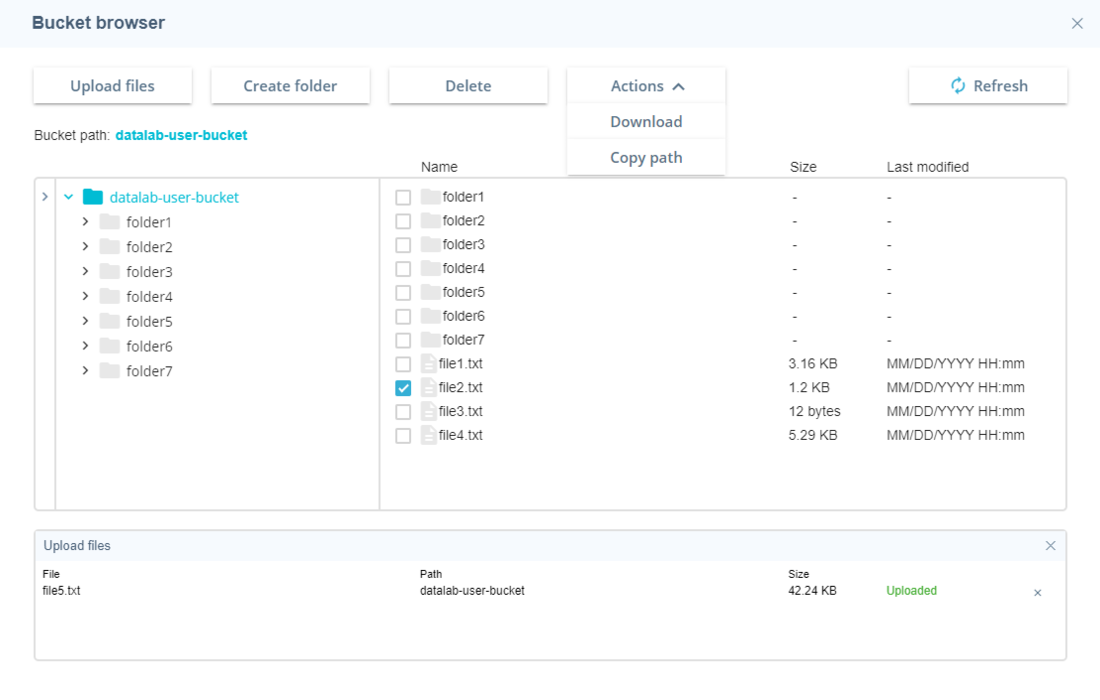 Bucket browser
Upload files
Create folder
Delete
Actions
Refresh
Download
Copy path
Bucket path: datalab-user-bucket
Name Size Last modified
datalab-user-bucket
folder1
folder2
folder3
folder4
folder5
folder6
folder7
folder1 - -
folder2 - -
folder3 - -
folder4 - -
folder5 - -
folder6 - -
folder7 - -
file1.txt 3.16 KB MM/DD/YYYY HH:mm
file2.txt 1.2 KB MM/DD/YYYY HH:mm
file3.txt 12 bytes MM/DD/YYYY HH:mm
file4.txt 5.29 KB MM/DD/YYYY HH:mm
Upload files
File Path Size
file5.txt datalab-user-bucket 42.24 KB Uploaded